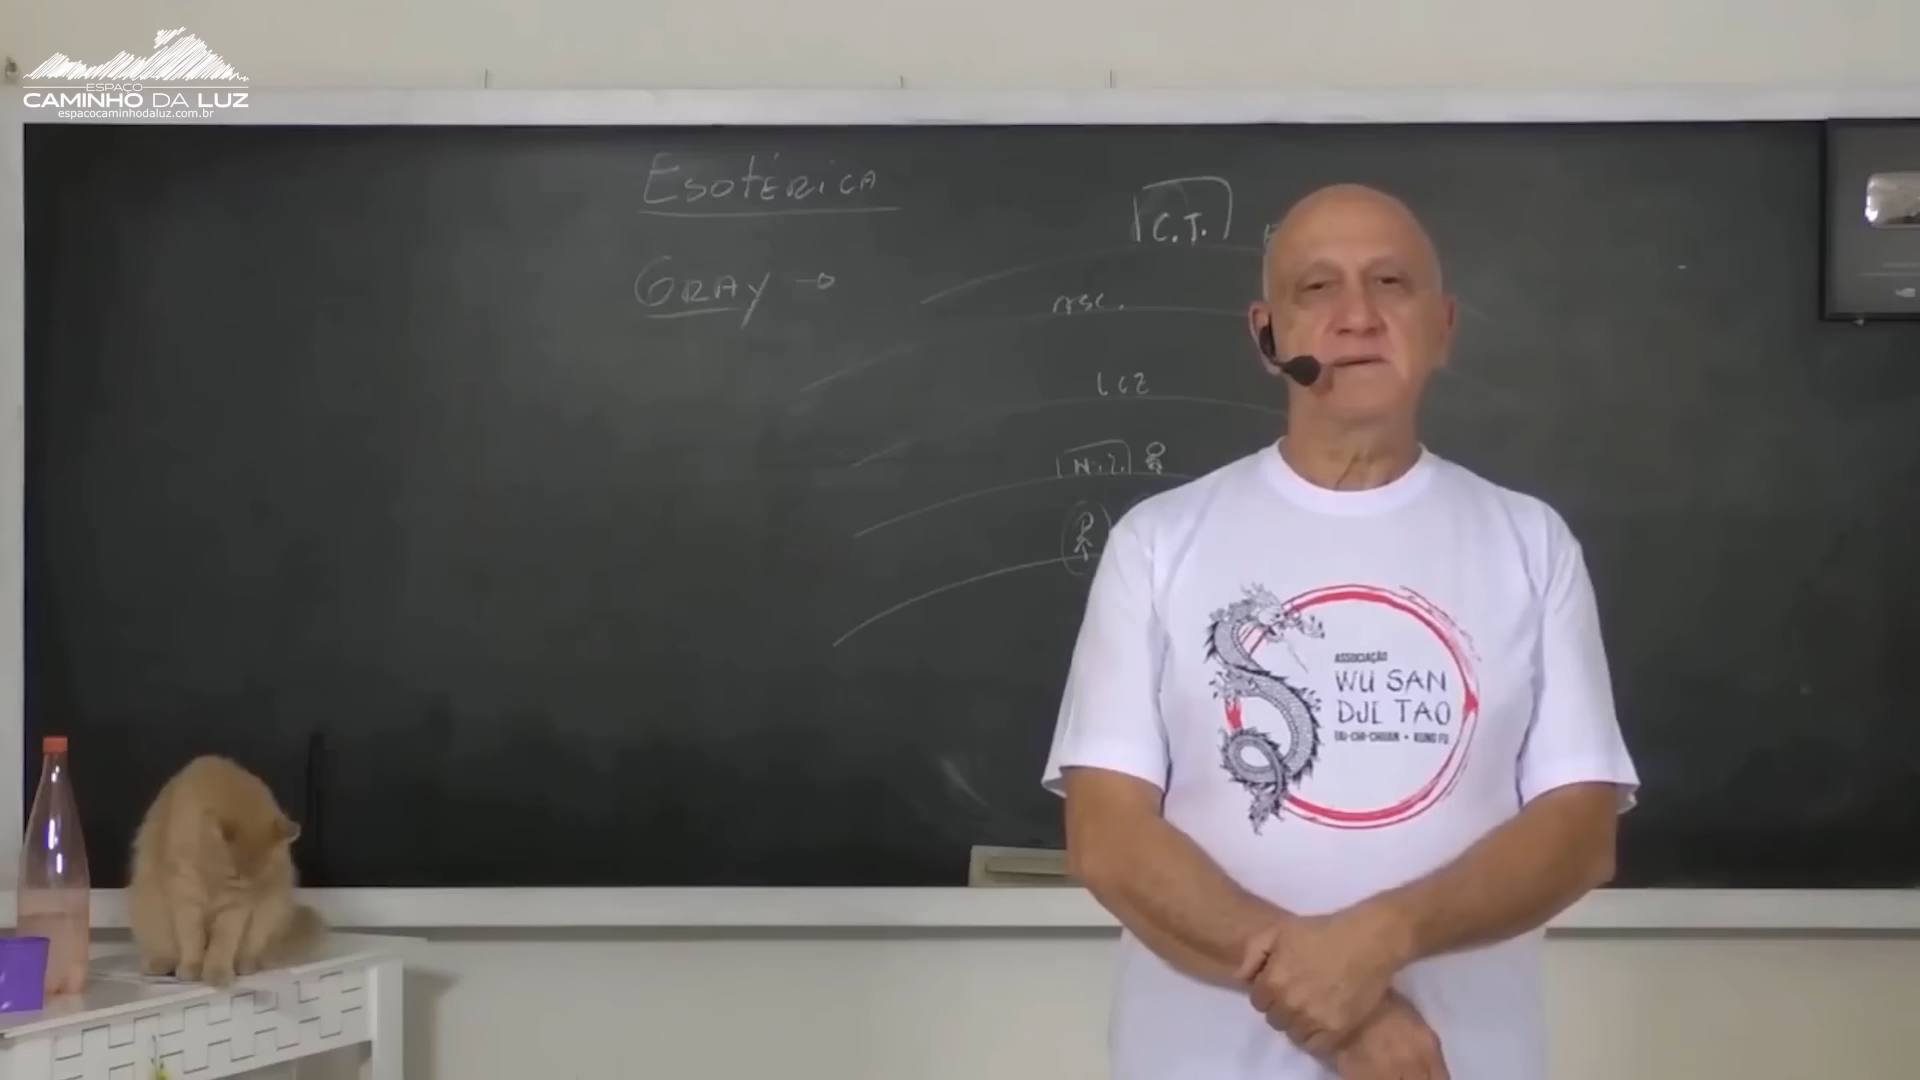 ESPAÇO
CAMINHO DA LUZ
espacocaminhodaluz.com.br
ESOTÉRICA
GRAY
C.T.
LUZ
ASSOCIAÇÃO
WU SAN
DJE TAO
TAI-CHI-CHUAN • KUNG FU